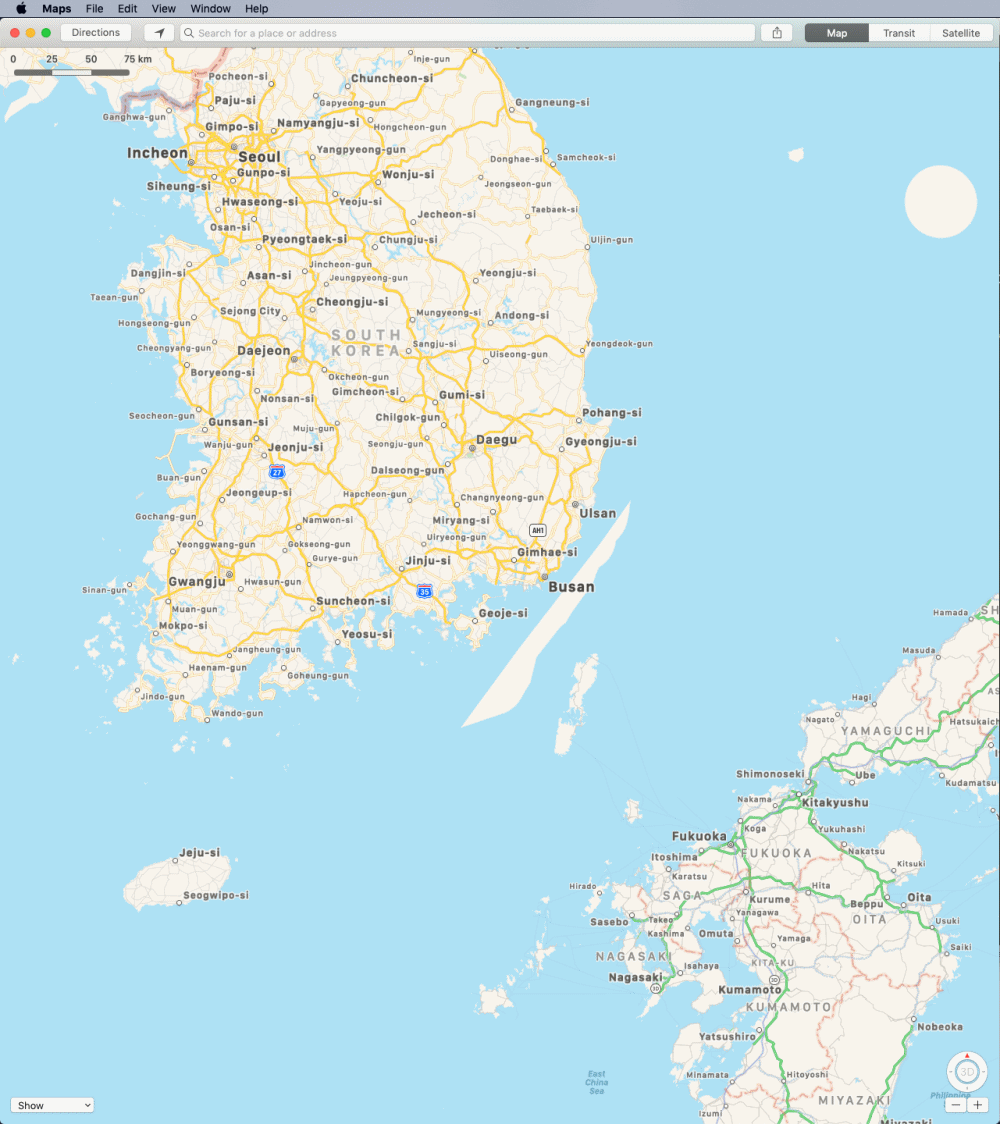 Maps File Edit View Window Help
Directions
Search for a place or address
Map Transit Satellite
0 25 50 75 km
Inje-gun
Pocheon-si
Chuncheon-si
Paju-si
Gapyeong-gun
Gangneung-si
Ganghwa-gun
Gimpo-si
Namyangju-si
Hongcheon-gun
Incheon
Seoul
Yangpyeong-gun
Donghae-si
Samcheok-si
Gunpo-si
Wonju-si
Siheung-si
Jeongseon-gun
Hwaseong-si
Yeoju-si
Taebaek-si
Jecheon-si
Osan-si
Pyeongtaek-si
Chungju-si
Uljin-gun
Jincheon-gun
Dangjin-si
Asan-si
Jeungpyeong-gun
Yeongju-si
Taean-gun
Cheongju-si
Sejong City
Mungyeong-si
Andong-si
Hongseong-gun
SOUTH
KOREA
Cheongyang-gun
Daejeon
Sangju-si
Yeongdeok-gun
Uiseong-gun
Boryeong-si
Okcheon-gun
Gimcheon-si
Nonsan-si
Gumi-si
Seocheon-gun
Gunsan-si
Chilgok-gun
Pohang-si
Muju-gun
Wanju-gun
Jeonju-si
Seongju-gun
Daegu
Gyeongju-si
27
Dalseong-gun
Buan-gun
Jeongeup-si
Hapcheon-gun
Changnyeong-gun
Gochang-gun
Namwon-si
Miryang-si
Ulsan
AH1
Yeonggwang-gun
Gokseong-gun
Uiryeong-gun
Gurye-gun
Jinju-si
Gimhae-si
Gwangju
Hwasun-gun
Sinan-gun
35
Busan
Muan-gun
Suncheon-si
Geoje-si
Hamada
SH
Mokpo-si
Yeosu-si
Jangheung-gun
Masuda
Haenam-gun
Goheung-gun
Jindo-gun
Hagi
AS
Wando-gun
Nagato
Hatsukaich
YAMAGUCHI
Shimonoseki
Ube
Kudamatsu
Nakama
Kitakyushu
Koga
Yukuhashi
Fukuoka
Jeju-si
Itoshima
FUKUOKA
Nakatsu
Kitsuki
Karatsu
Seogwipo-si
Hirado
SAGA
Hita
Kurume
Beppu
Oita
Sasebo
Takeo
Yanagawa
OITA
Usuki
Kashima
Omuta
Yamaga
Saiki
NAGASAKI
Isahaya
KITA-KU
Nagasaki
Kumamoto
KUMAMOTO
Nobeoka
Yatsushiro
East
China
Sea
Minamata
Hitoyoshi
3D
Show
MIYAZAKI
Izumi